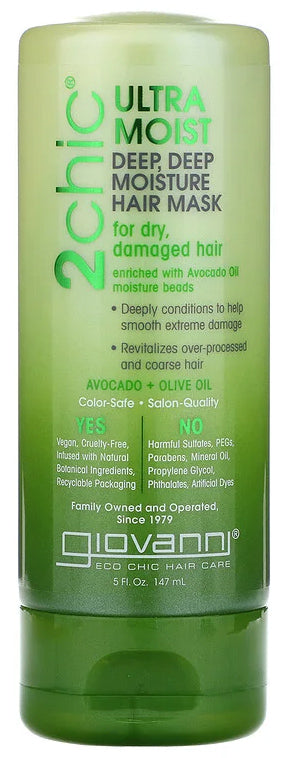 2chic®
ULTRA
MOIST
DEEP, DEEP
MOISTURE
HAIR MASK
for dry,
damaged hair
enriched with Avocado Oil
moisture beads
• Deeply conditions to help
smooth extreme damage
• Revitalizes over-processed
and coarse hair
AVOCADO + OLIVE OIL
Color-Safe • Salon-Quality
YES
Vegan, Cruelty-Free,
Infused with Natural
Botanical Ingredients,
Recyclable Packaging
NO
Harmful Sulfates, PEGs,
Parabens, Mineral Oil,
Propylene Glycol,
Phthalates, Artificial Dyes
Family Owned and Operated,
Since 1979
giovanni®
ECO CHIC HAIR CARE
5 Fl. Oz. 147 mL